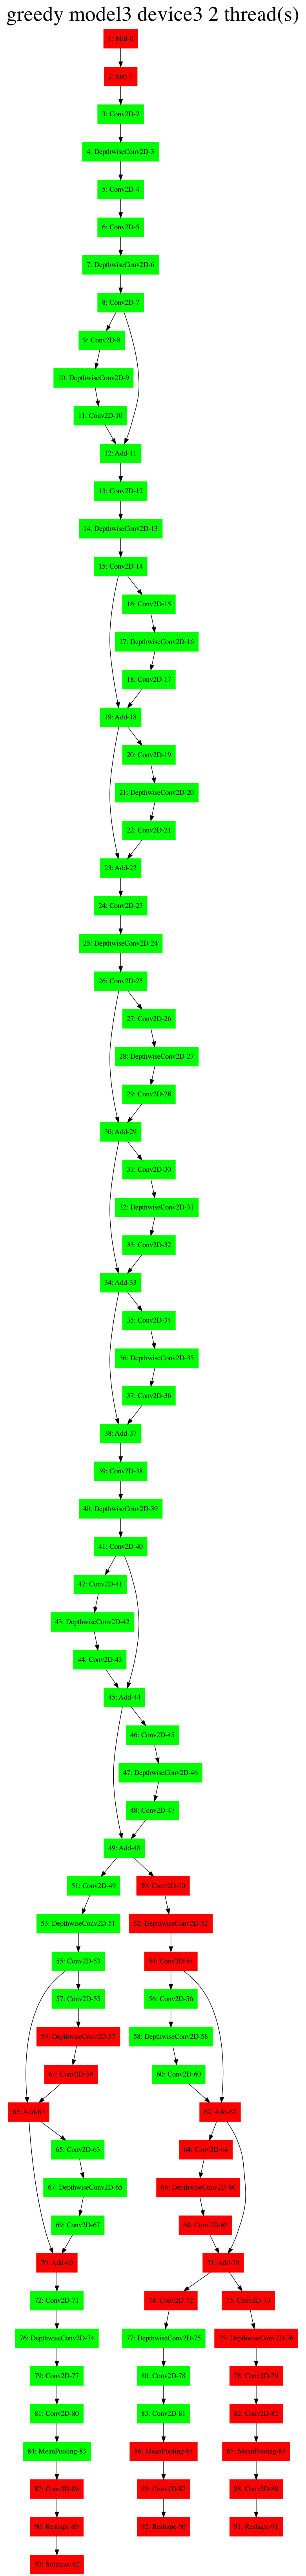 greedy model3 device3 2 thread(s)
1: Mul-0
2: Sub-1
3: Conv2D-2
4: DepthwiseConv2D-3
5: Conv2D-4
6: Conv2D-5
7: DepthwiseConv2D-6
8: Conv2D-7
9: Conv2D-8
10: DepthwiseConv2D-9
11: Conv2D-10
12: Add-11
13: Conv2D-12
14: DepthwiseConv2D-13
15: Conv2D-14
16: Conv2D-15
17: DepthwiseConv2D-16
18: Conv2D-17
19: Add-18
20: Conv2D-19
21: DepthwiseConv2D-20
22: Conv2D-21
23: Add-22
24: Conv2D-23
25: DepthwiseConv2D-24
26: Conv2D-25
27: Conv2D-26
28: DepthwiseConv2D-27
29: Conv2D-28
30: Add-29
31: Conv2D-30
32: DepthwiseConv2D-31
33: Conv2D-32
34: Add-33
35: Conv2D-34
36: DepthwiseConv2D-35
37: Conv2D-36
38: Add-37
39: Conv2D-38
40: DepthwiseConv2D-39
41: Conv2D-40
42: Conv2D-41
43: DepthwiseConv2D-42
44: Conv2D-43
45: Add-44
46: Conv2D-45
47: DepthwiseConv2D-46
48: Conv2D-47
49: Add-48
51: Conv2D-49
50: Conv2D-50
53: DepthwiseConv2D-51
52: DepthwiseConv2D-52
55: Conv2D-53
54: Conv2D-54
57: Conv2D-55
56: Conv2D-56
59: DepthwiseConv2D-57
58: DepthwiseConv2D-58
61: Conv2D-59
60: Conv2D-60
63: Add-61
62: Add-62
65: Conv2D-63
64: Conv2D-64
67: DepthwiseConv2D-65
66: DepthwiseConv2D-66
69: Conv2D-67
68: Conv2D-68
70: Add-69
71: Add-70
72: Conv2D-71
74: Conv2D-72
73: Conv2D-73
76: DepthwiseConv2D-74
77: DepthwiseConv2D-75
75: DepthwiseConv2D-76
79: Conv2D-77
80: Conv2D-78
78: Conv2D-79
81: Conv2D-80
83: Conv2D-81
82: Conv2D-82
84: MeanPooling-83
86: MeanPooling-84
85: MeanPooling-85
87: Conv2D-86
89: Conv2D-87
88: Conv2D-88
90: Reshape-89
92: Reshape-90
91: Reshape-91
93: Softmax-92